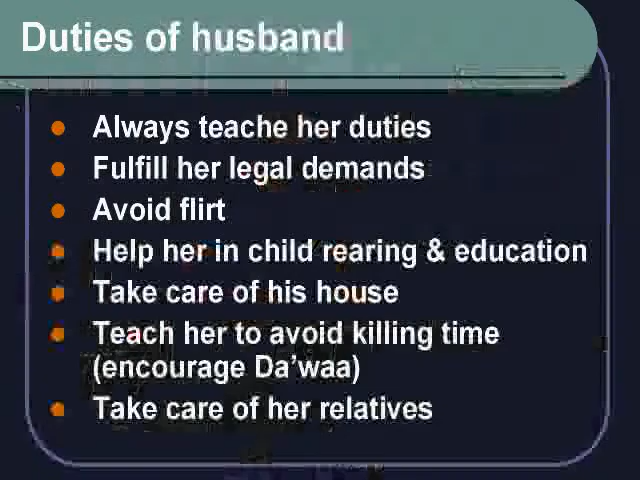 Duties of husband
Always teache her duties
Fulfill her legal demands
Avoid flirt
Help her in child rearing & education
Take care of his house
Teach her to avoid killing time
(encourage Da’waa)
Take care of her relatives